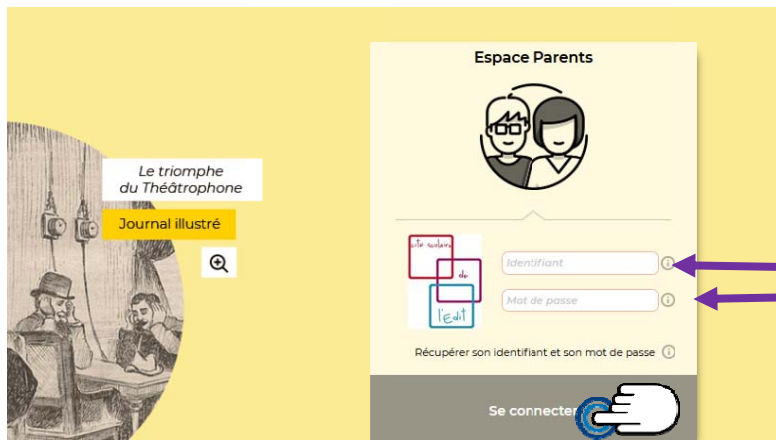 Espace Parents
Le triomphe
du Théâtrophone
Journal illustré
cité scolaire
de
l'Edit
Identifiant
Mot de passe
Récupérer son identifiant et son mot de passe
Se connecter